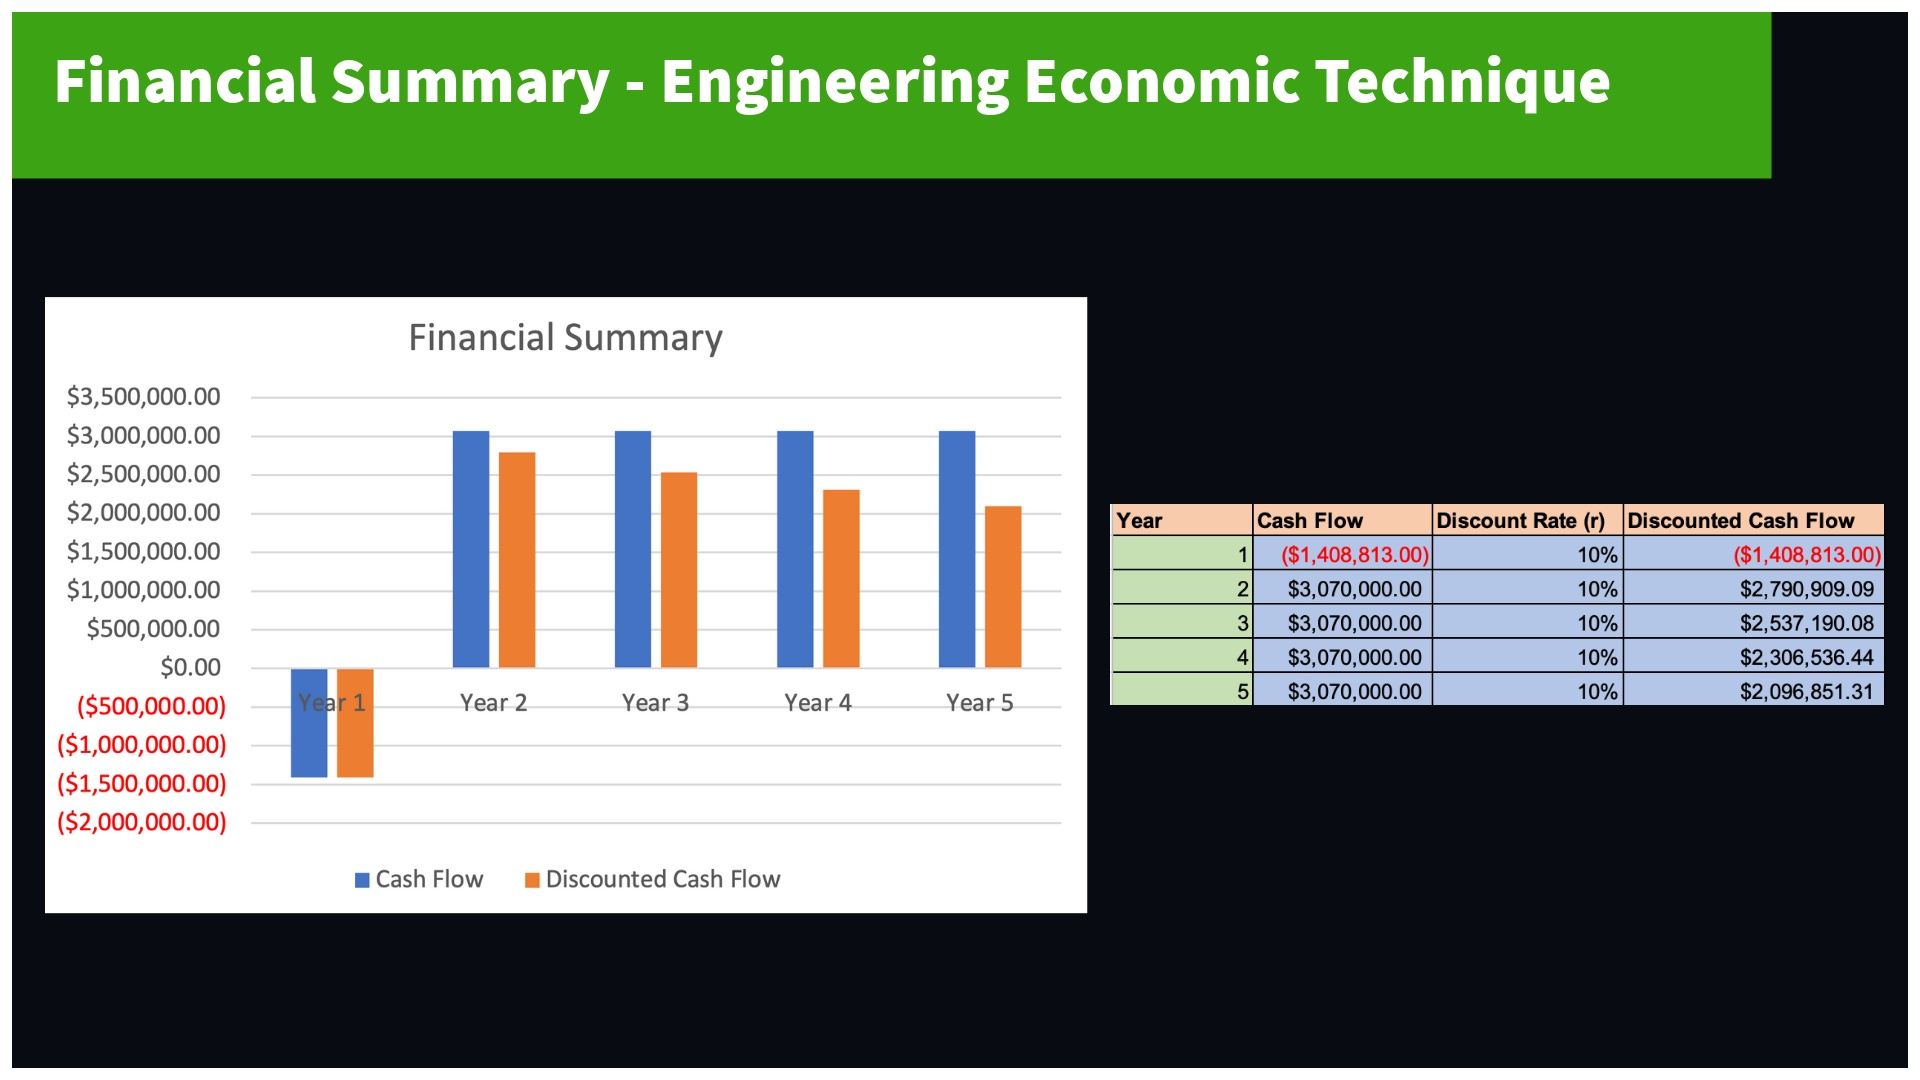 Financial Summary - Engineering Economic Technique
Financial Summary
$3,500,000.00
$3,000,000.00
$2,500,000.00
$2,000,000.00
$1,500,000.00
$1,000,000.00
$500,000.00
$0.00
($500,000.00)
($1,000,000.00)
($1,500,000.00)
($2,000,000.00)
Year 1 Year 2 Year 3 Year 4 Year 5
Cash Flow Discounted Cash Flow
Year Cash Flow Discount Rate (r) Discounted Cash Flow
1 ($1,408,813.00) 10% ($1,408,813.00)
2 $3,070,000.00 10% $2,790,909.09
3 $3,070,000.00 10% $2,537,190.08
4 $3,070,000.00 10% $2,306,536.44
5 $3,070,000.00 10% $2,096,851.31